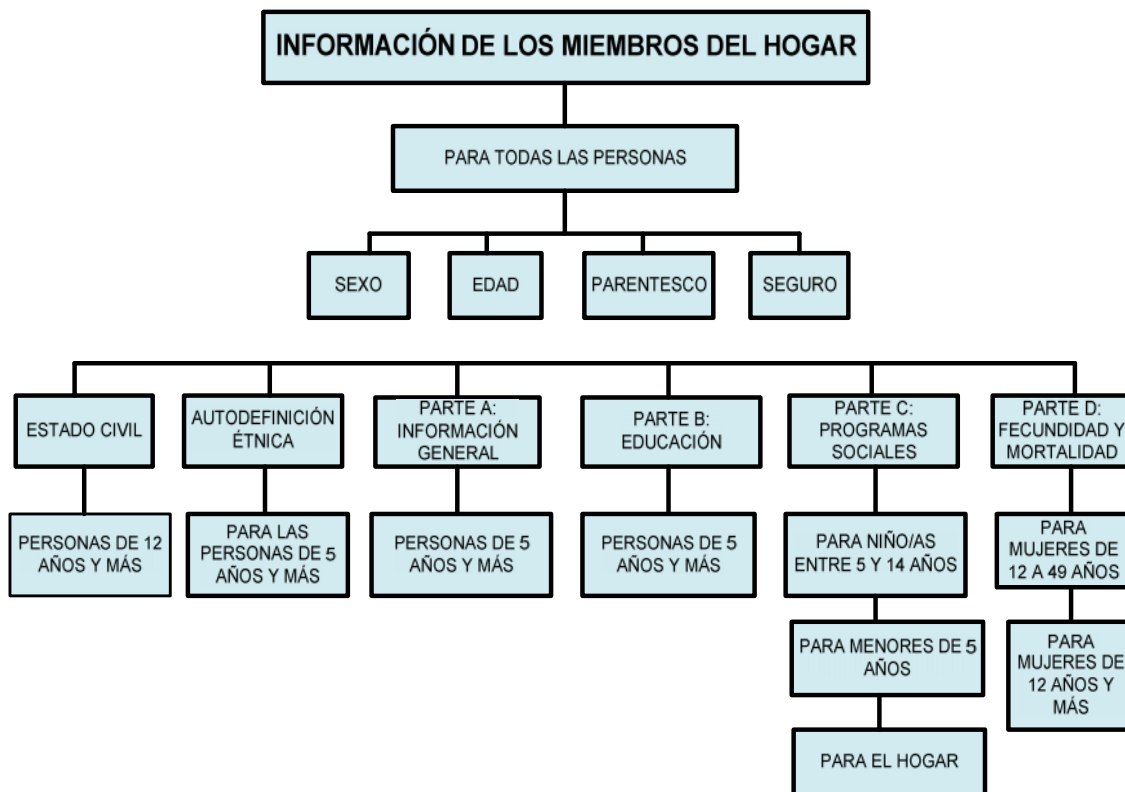 INFORMACIÓN DE LOS MIEMBROS DEL HOGAR
PARA TODAS LAS PERSONAS
SEXO
EDAD
PARENTESCO
SEGURO
ESTADO CIVIL
AUTODEFINICIÓN
ÉTNICA
PARTE A:
INFORMACIÓN
GENERAL
PARTE B:
EDUCACIÓN
PARTE C:
PROGRAMAS
SOCIALES
PARTE D:
FECUNDIDAD Y
MORTALIDAD
PERSONAS DE 12
AÑOS Y MÁS
PARA LAS
PERSONAS DE 5
AÑOS Y MÁS
PERSONAS DE 5
AÑOS Y MÁS
PERSONAS DE 5
AÑOS Y MÁS
PARA NIÑO/AS
ENTRE 5 Y 14 AÑOS
PARA
MUJERES DE
12 A 49 AÑOS
PARA MENORES DE 5
AÑOS
PARA
MUJERES DE
12 AÑOS Y
MÁS
PARA EL HOGAR